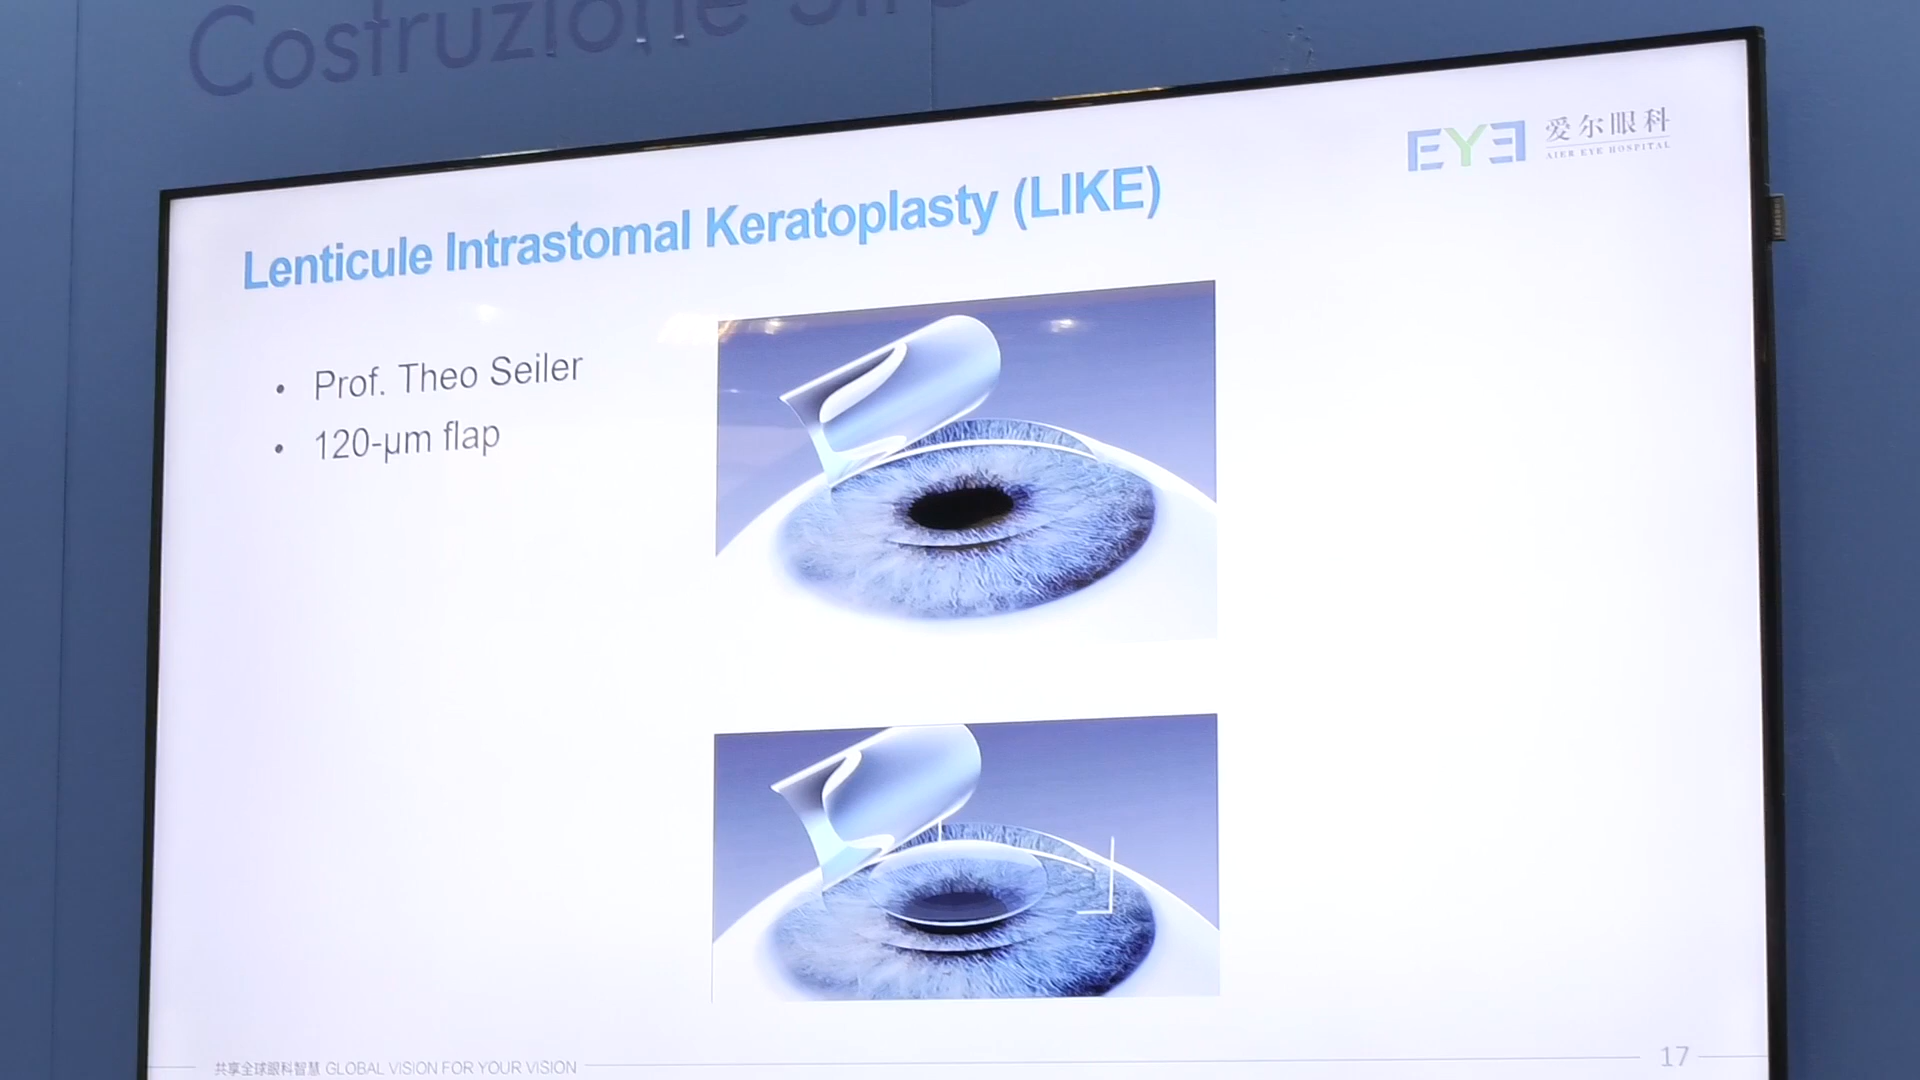 Costruzione
EYE 爱尔眼科
AIER EYE HOSPITAL
Lenticule Intrastomal Keratoplasty (LIKE)
• Prof. Theo Seiler
• 120-μm flap
共享全球眼科智慧 GLOBAL VISION FOR YOUR VISION
17